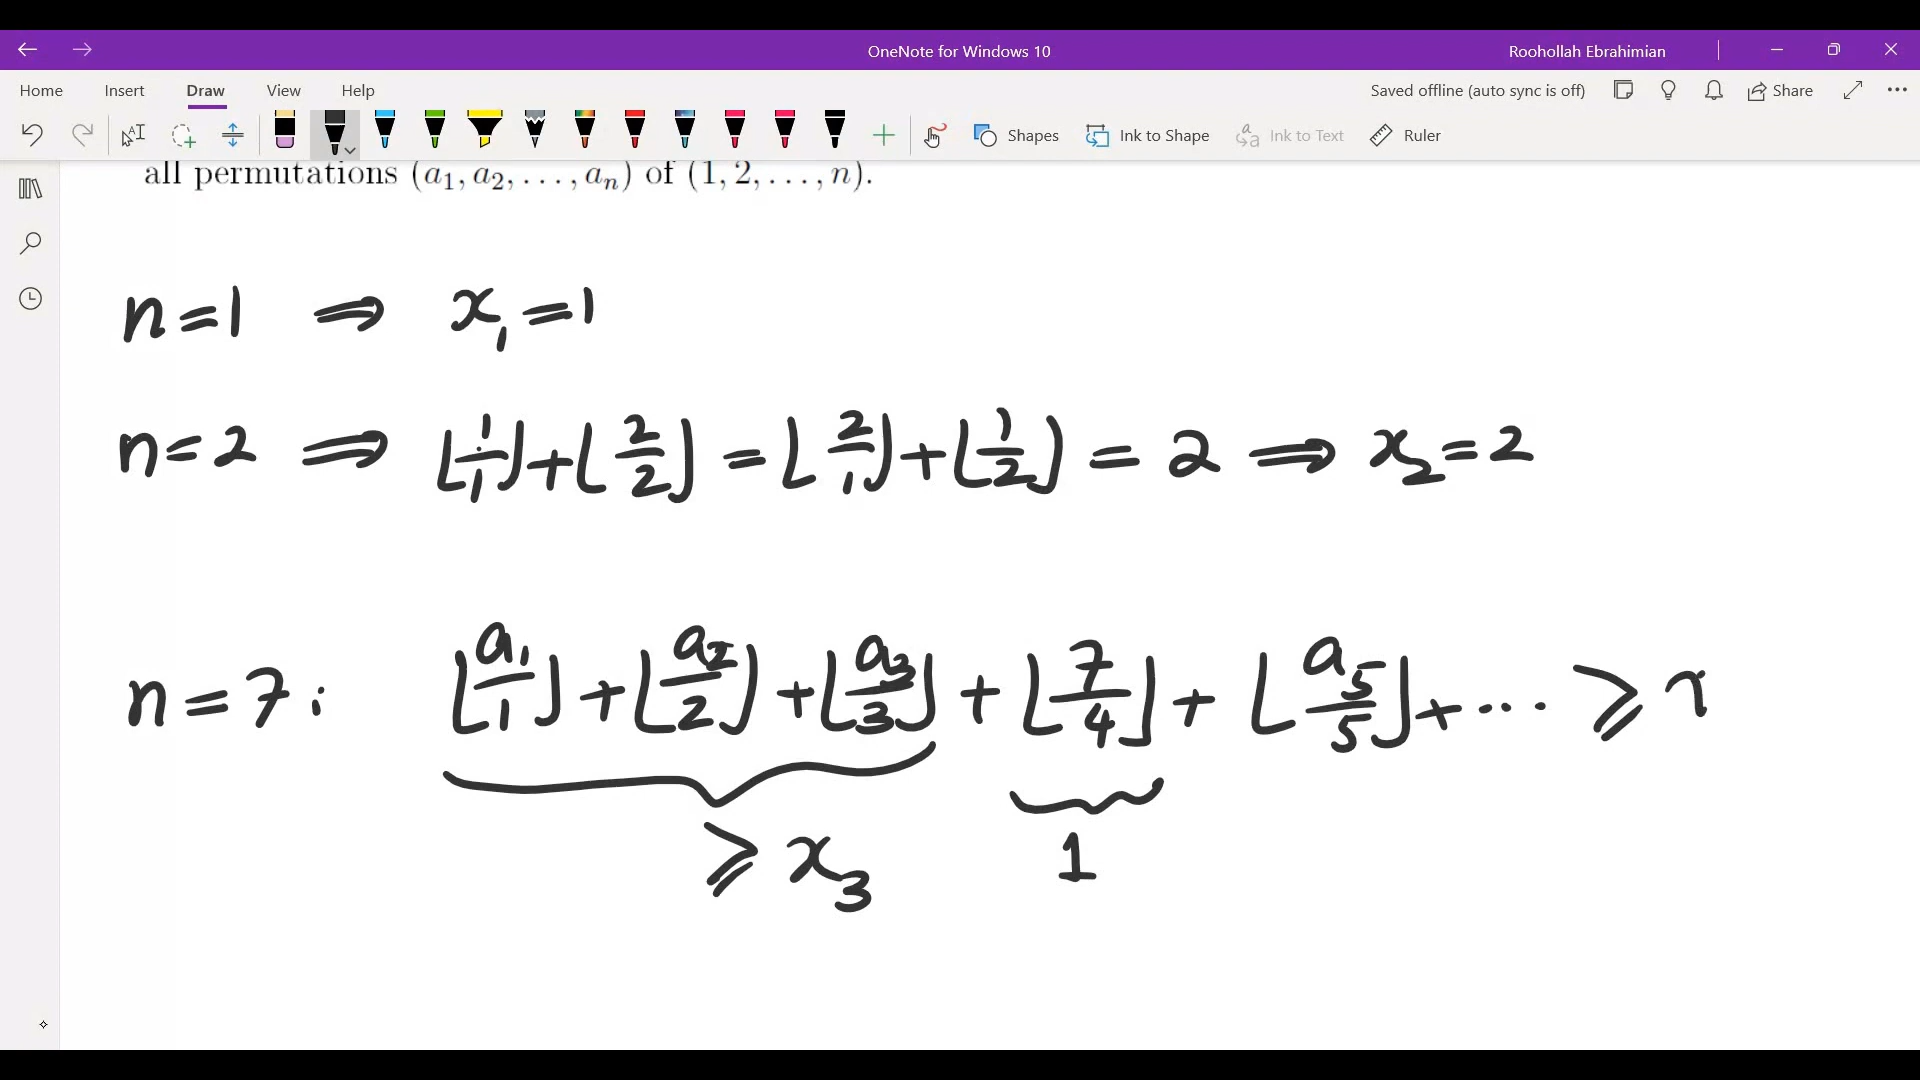 OneNote for Windows 10
Roohollah Ebrahimian
Home Insert Draw View Help
Saved offline (auto sync is off) Share
Shapes Ink to Shape Ink to Text Ruler
all permutations (a₁, a₂, . . . , aₙ) of (1, 2, . . . , n).
n=1 ⇒ x₁=1
n=2 ⇒ ⌊1/1⌋+⌊2/2⌋=⌊2/1⌋+⌊1/2⌋=2 ⇒ x₂=2
n=7: ⌊a₁/1⌋+⌊a₂/2⌋+⌊a₃/3⌋+⌊7/4⌋+⌊a₅/5⌋+⋯ ⩾
⩾ x₃ 1